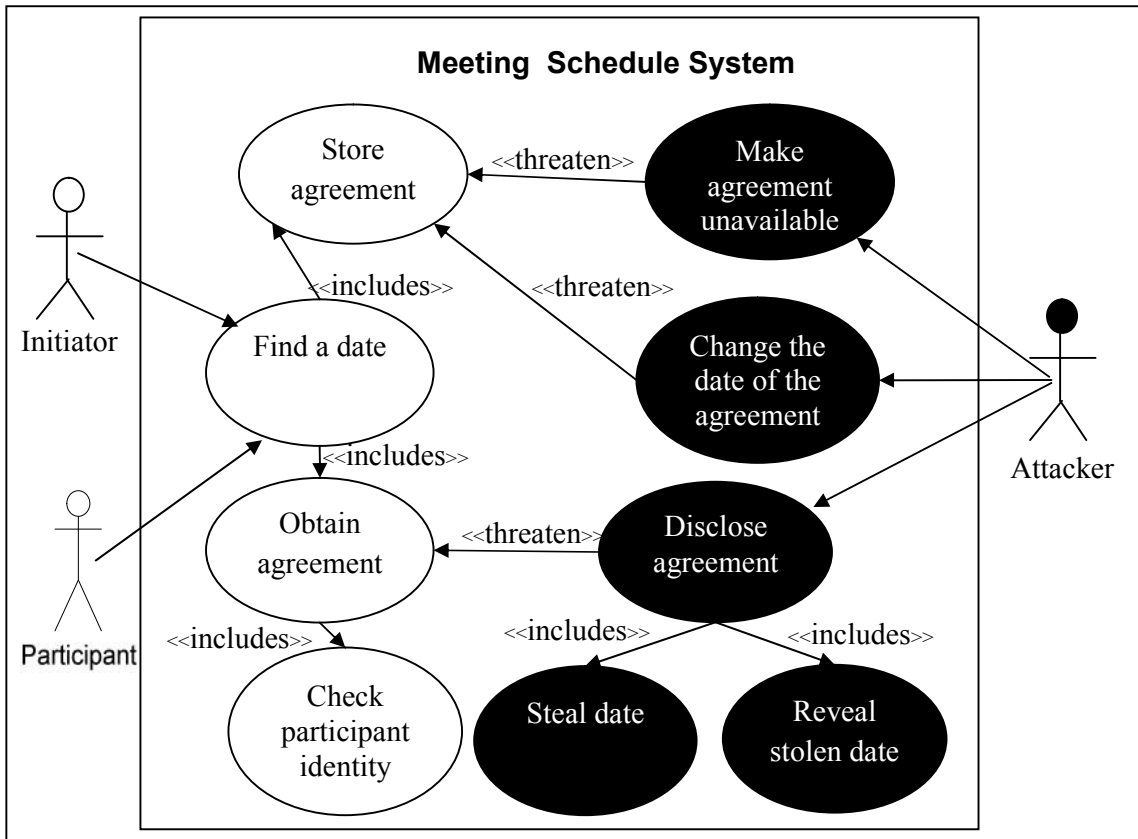 Meeting Schedule System
Store
agreement
<<threaten>>
Make
agreement
unavailable
<<includes>>
<<threaten>>
Initiator
Find a date
Change the
date of the
agreement
Attacker
<<includes>>
Obtain
agreement
<<threaten>>
Disclose
agreement
Participant
<<includes>>
<<includes>>
<<includes>>
Check
participant
identity
Steal date
Reveal
stolen date